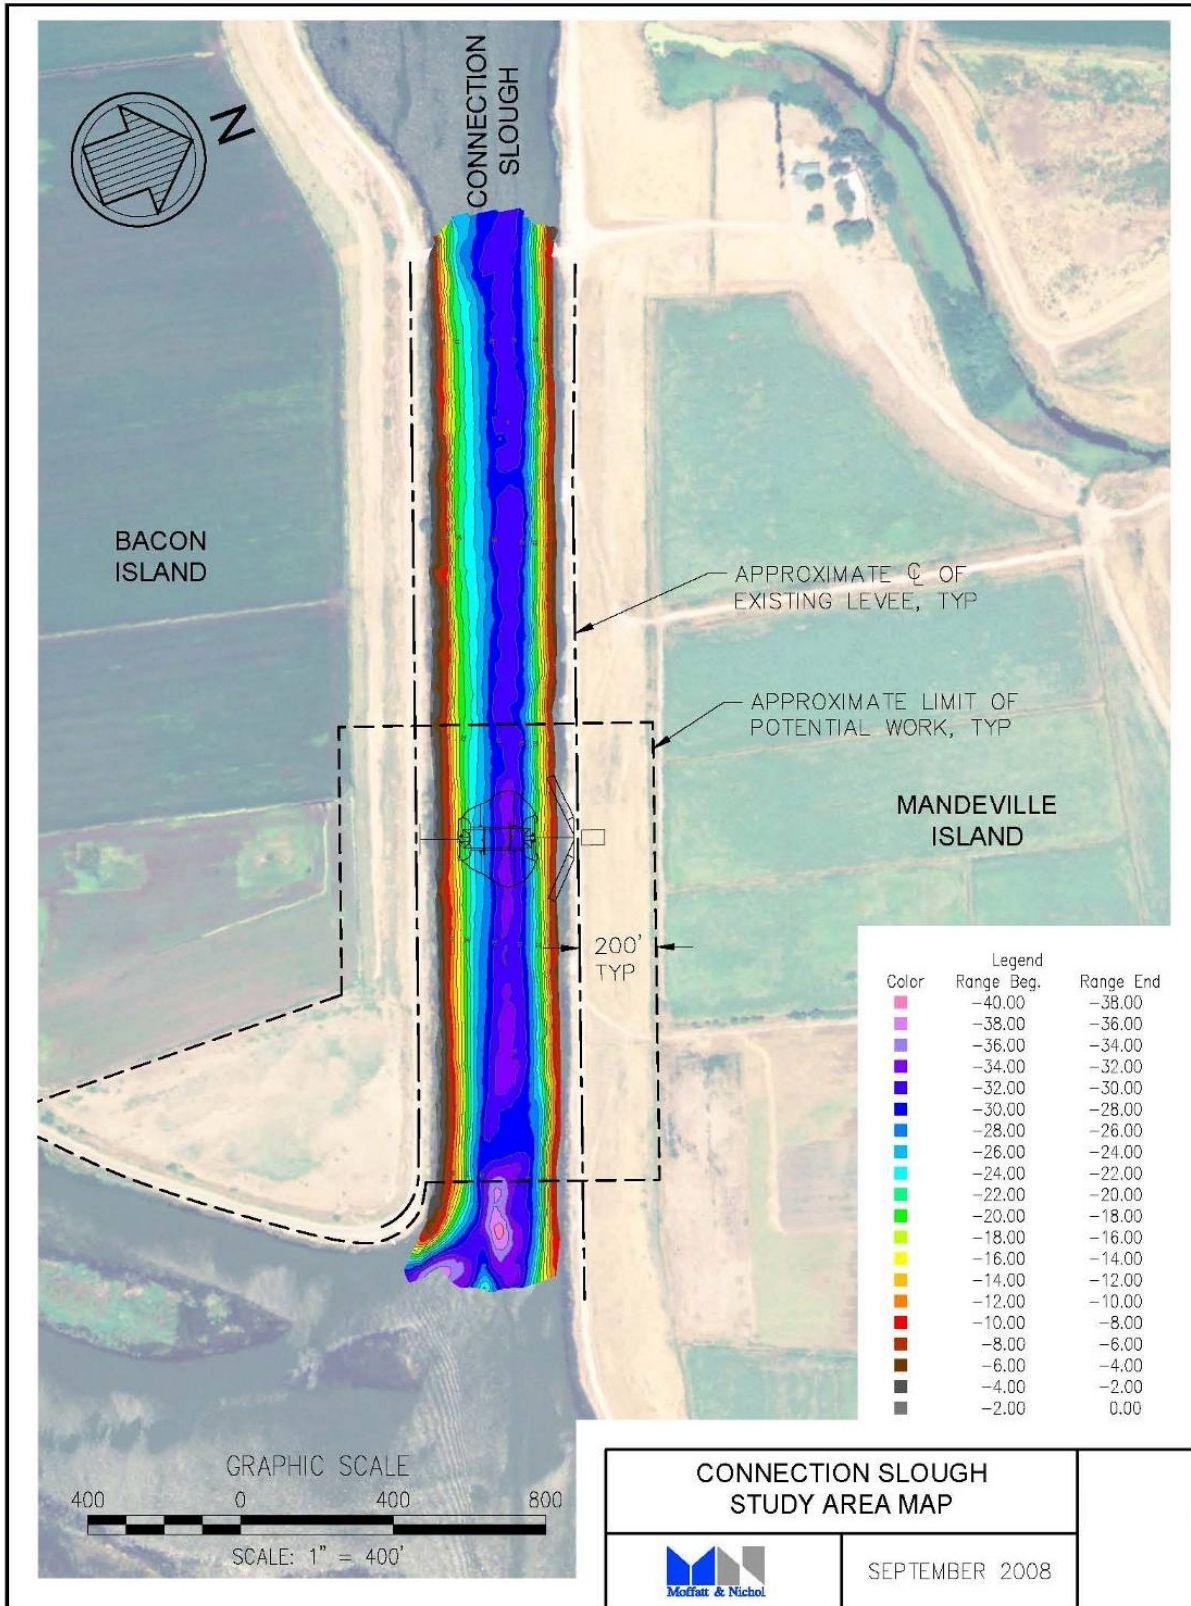 CONNECTION
SLOUGH
N
BACON
ISLAND
APPROXIMATE ℄ OF
EXISTING LEVEE, TYP
APPROXIMATE LIMIT OF
POTENTIAL WORK, TYP
MANDEVILLE
ISLAND
200'
TYP
Legend
Color Range Beg. Range End
-40.00 -38.00
-38.00 -36.00
-36.00 -34.00
-34.00 -32.00
-32.00 -30.00
-30.00 -28.00
-28.00 -26.00
-26.00 -24.00
-24.00 -22.00
-22.00 -20.00
-20.00 -18.00
-18.00 -16.00
-16.00 -14.00
-14.00 -12.00
-12.00 -10.00
-10.00 -8.00
-8.00 -6.00
-6.00 -4.00
-4.00 -2.00
-2.00 0.00
GRAPHIC SCALE
400 0 400 800
SCALE: 1" = 400'
CONNECTION SLOUGH
STUDY AREA MAP
Moffatt & Nichol
SEPTEMBER 2008